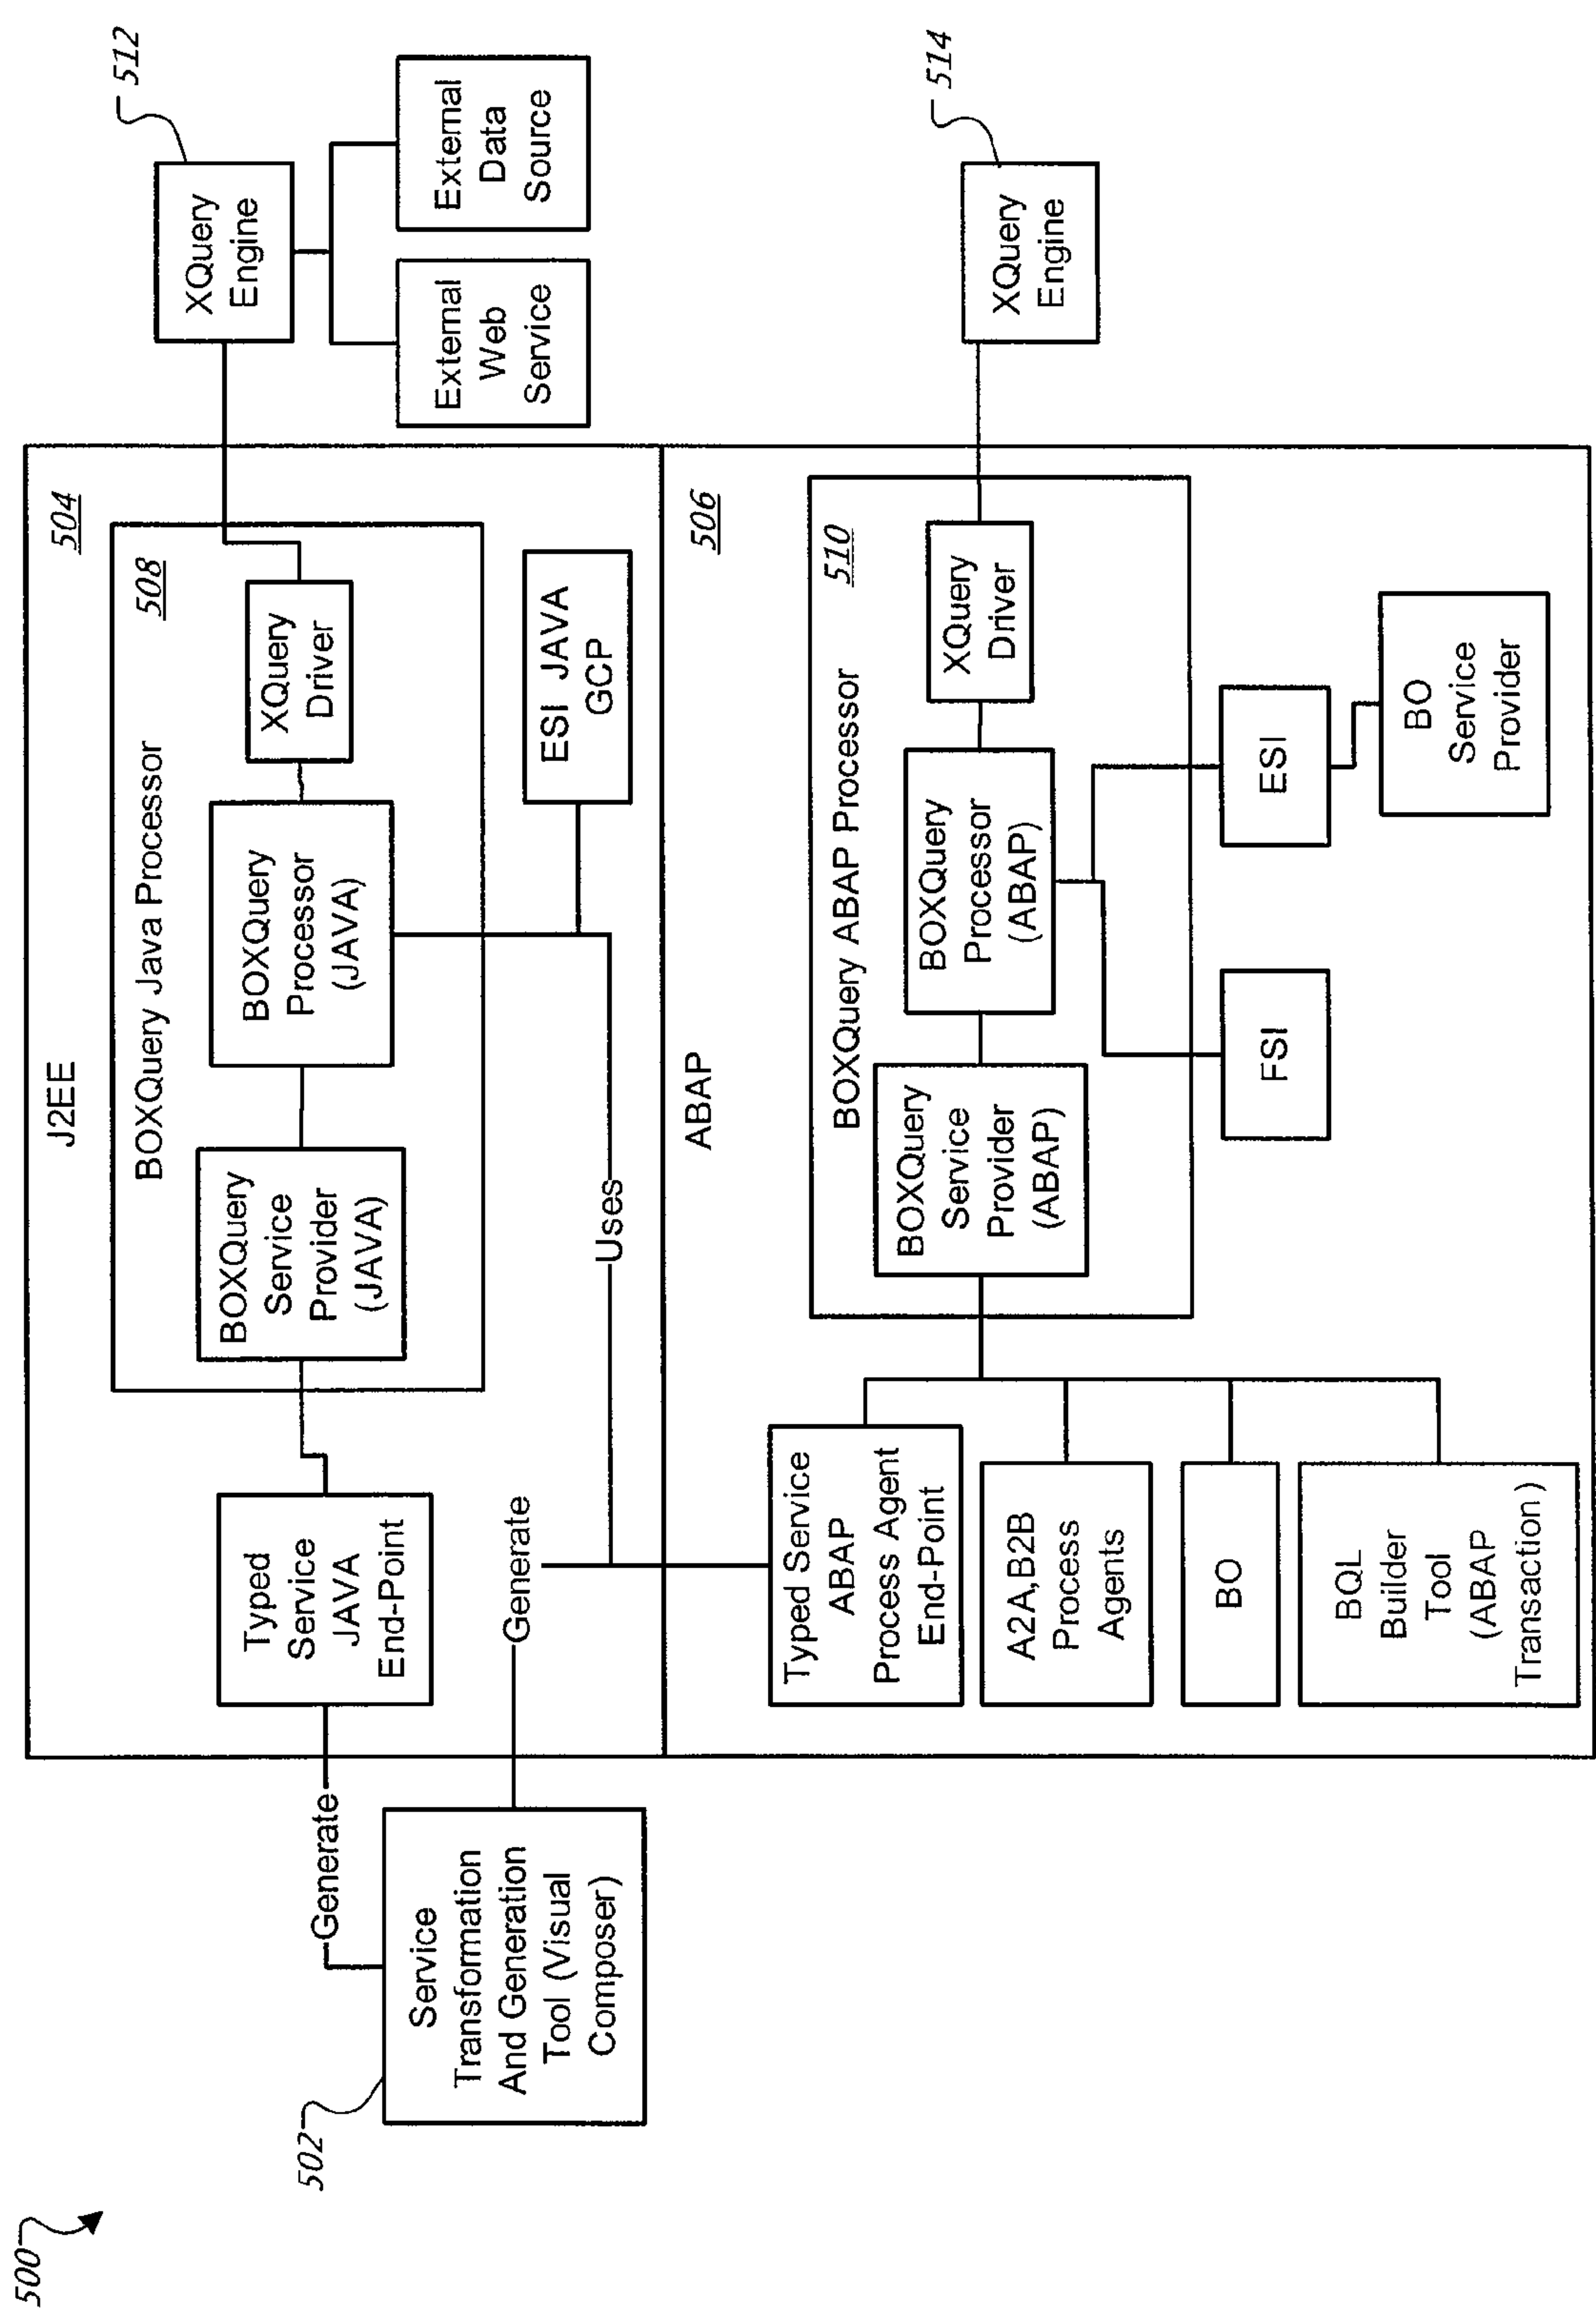 500
502
Service
Transformation
And Generation
Tool (Visual
Composer)
Generate
Generate
J2EE
504
Typed
Service
JAVA
End-Point
BOXQuery Java Processor
508
BOXQuery
Service
Provider
(JAVA)
BOXQuery
Processor
(JAVA)
XQuery
Driver
ESI JAVA
GCP
Uses
XQuery
Engine
512
External
Web
Service
External
Data
Source
ABAP
506
Typed Service
ABAP
Process Agent
End-Point
A2A,B2B
Process
Agents
BO
BQL
Builder
Tool
(ABAP
Transaction )
BOXQuery ABAP Processor
510
BOXQuery
Service
Provider
(ABAP)
BOXQuery
Processor
(ABAP)
XQuery
Driver
FSI
ESI
BO
Service
Provider
XQuery
Engine
514